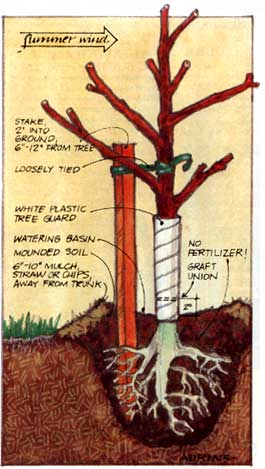 summer wind
STAKE,
2' INTO
GROUND,
6"-12" FROM TREE
LOOSELY TIED
WHITE PLASTIC
TREE GUARD
WATERING BASIN
MOUNDED SOIL
6"-10" MULCH,
STRAW OR CHIPS,
AWAY FROM TRUNK
NO
FERTILIZER!
GRAFT
UNION
2"